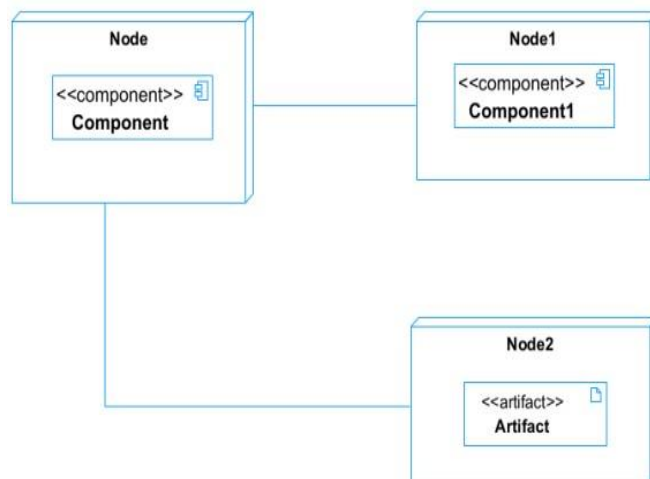 Node
<<component>>
Component
Node1
<<component>>
Component1
Node2
<<artifact>>
Artifact